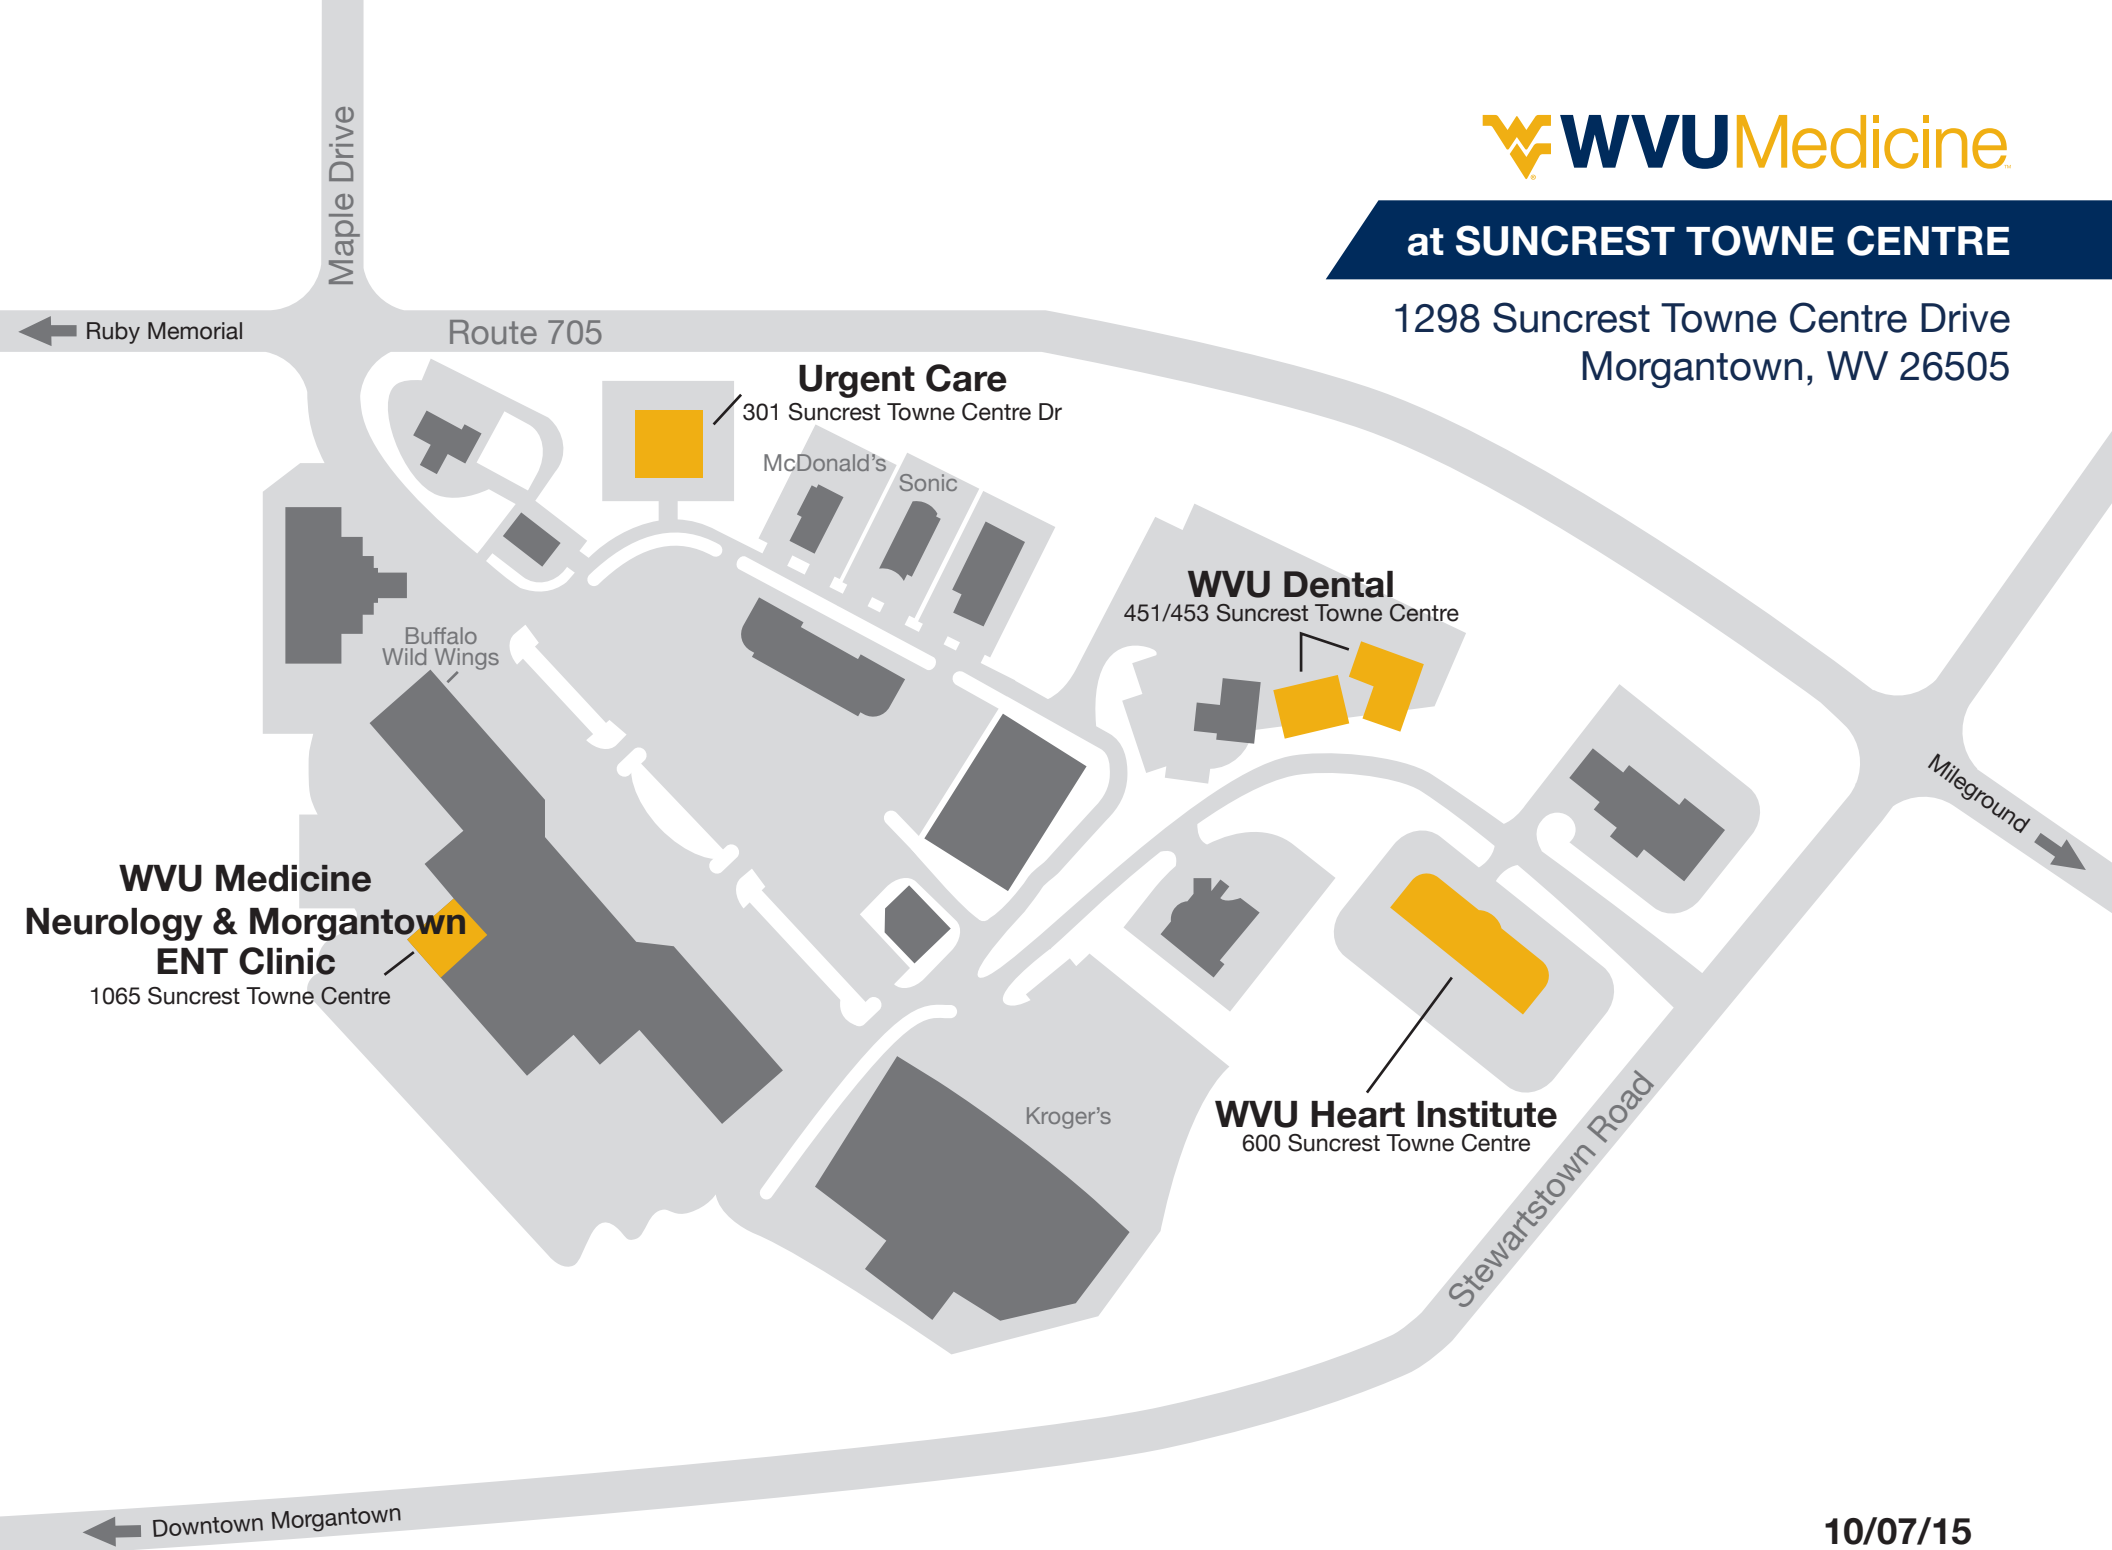 WVUMedicine
at SUNCREST TOWNE CENTRE
1298 Suncrest Towne Centre Drive
Morgantown, WV 26505
Maple Drive
Ruby Memorial
Route 705
Urgent Care
301 Suncrest Towne Centre Dr
McDonald's
Sonic
WVU Dental
451/453 Suncrest Towne Centre
Buffalo
Wild Wings
Mileground
WVU Medicine
Neurology & Morgantown
ENT Clinic
1065 Suncrest Towne Centre
Kroger's
WVU Heart Institute
600 Suncrest Towne Centre
Stewartstown Road
Downtown Morgantown
10/07/15